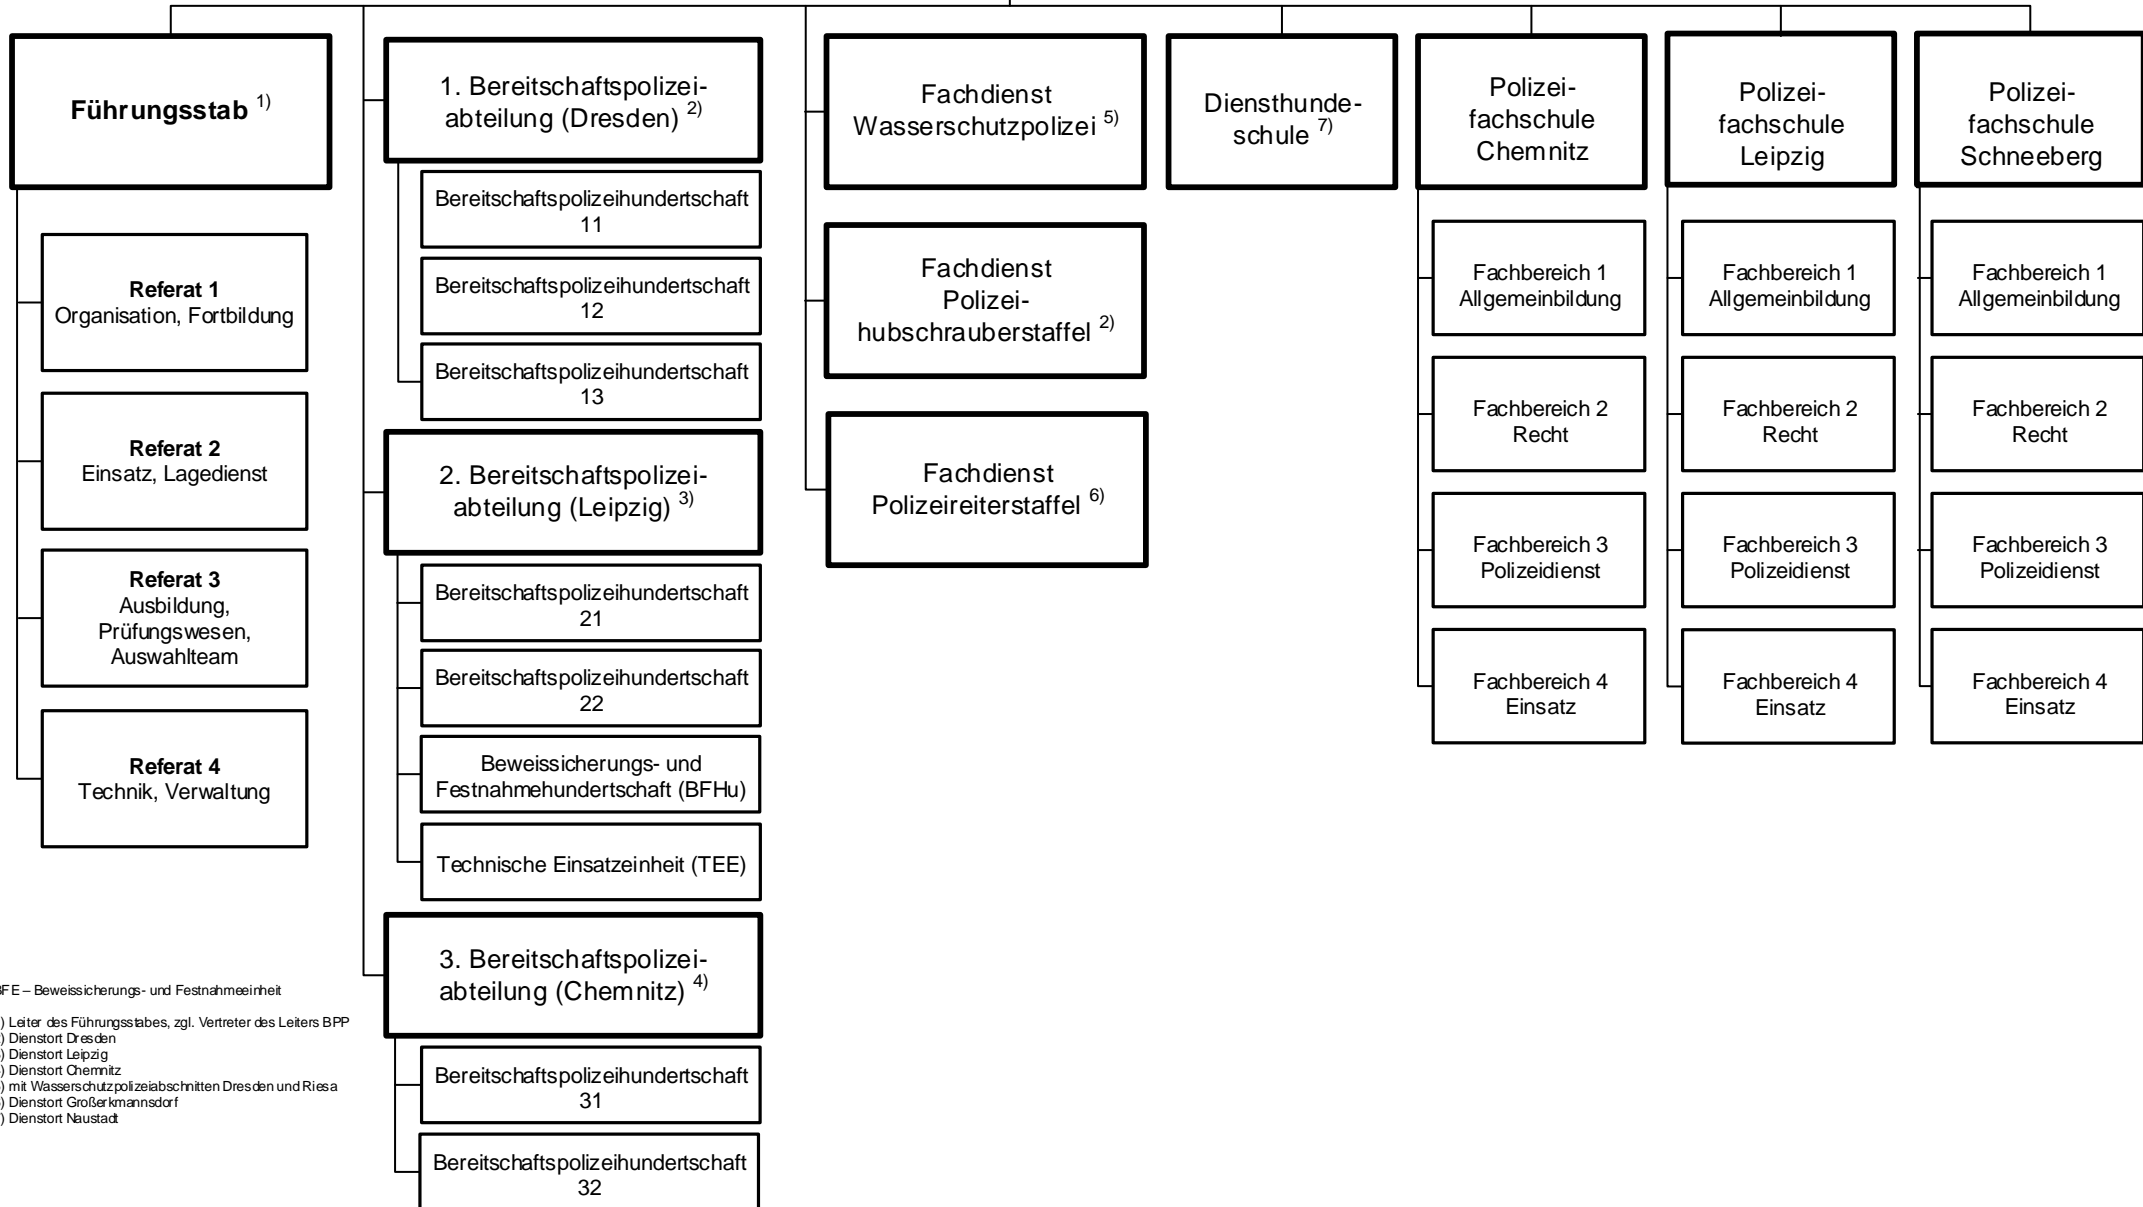 Führungsstab 1)
Referat 1
Organisation, Fortbildung
Referat 2
Einsatz, Lagedienst
Referat 3
Ausbildung,
Prüfungswesen,
Auswahlteam
Referat 4
Technik, Verwaltung
1. Bereitschaftspolizei-
abteilung (Dresden) 2)
Bereitschaftspolizeihundertschaft
11
Bereitschaftspolizeihundertschaft
12
Bereitschaftspolizeihundertschaft
13
2. Bereitschaftspolizei-
abteilung (Leipzig) 3)
Bereitschaftspolizeihundertschaft
21
Bereitschaftspolizeihundertschaft
22
Beweissicherungs- und
Festnahmehundertschaft (BFHu)
Technische Einsatzeinheit (TEE)
3. Bereitschaftspolizei-
abteilung (Chemnitz) 4)
Bereitschaftspolizeihundertschaft
31
Bereitschaftspolizeihundertschaft
32
Fachdienst
Wasserschutzpolizei 5)
Fachdienst
Polizei-
hubschrauberstaffel 2)
Fachdienst
Polizeireiterstaffel 6)
Diensthunde-
schule 7)
Polizei-
fachschule
Chemnitz
Fachbereich 1
Allgemeinbildung
Fachbereich 2
Recht
Fachbereich 3
Polizeidienst
Fachbereich 4
Einsatz
Polizei-
fachschule
Leipzig
Fachbereich 1
Allgemeinbildung
Fachbereich 2
Recht
Fachbereich 3
Polizeidienst
Fachbereich 4
Einsatz
Polizei-
fachschule
Schneeberg
Fachbereich 1
Allgemeinbildung
Fachbereich 2
Recht
Fachbereich 3
Polizeidienst
Fachbereich 4
Einsatz
BFE – Beweissicherungs- und Festnahmeeinheit
) Leiter des Führungsstabes, zgl. Vertreter des Leiters BPP
) Dienstort Dresden
) Dienstort Leipzig
) Dienstort Chemnitz
) mit Wasserschutzpolizeiabschnitten Dresden und Riesa
) Dienstort Großerkmannsdorf
) Dienstort Naustadt